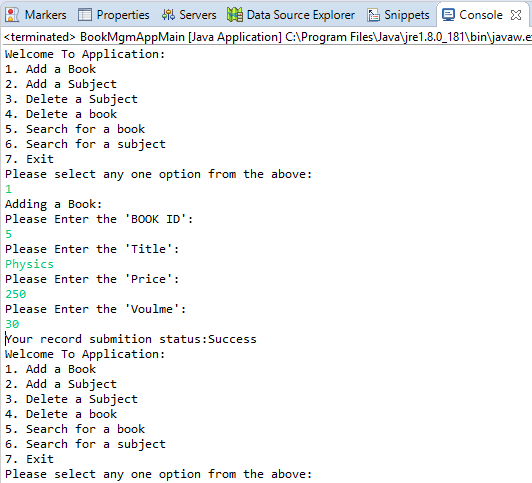 Markers Properties Servers Data Source Explorer Snippets Console
<terminated> BookMgmAppMain [Java Application] C:\Program Files\Java\jre1.8.0_181\bin\javaw.e
Welcome To Application:
1. Add a Book
2. Add a Subject
3. Delete a Subject
4. Delete a book
5. Search for a book
6. Search for a subject
7. Exit
Please select any one option from the above:
1
Adding a Book:
Please Enter the 'BOOK ID':
5
Please Enter the 'Title':
Physics
Please Enter the 'Price':
250
Please Enter the 'Voulme':
30
Your record submition status:Success
Welcome To Application:
1. Add a Book
2. Add a Subject
3. Delete a Subject
4. Delete a book
5. Search for a book
6. Search for a subject
7. Exit
Please select any one option from the above: